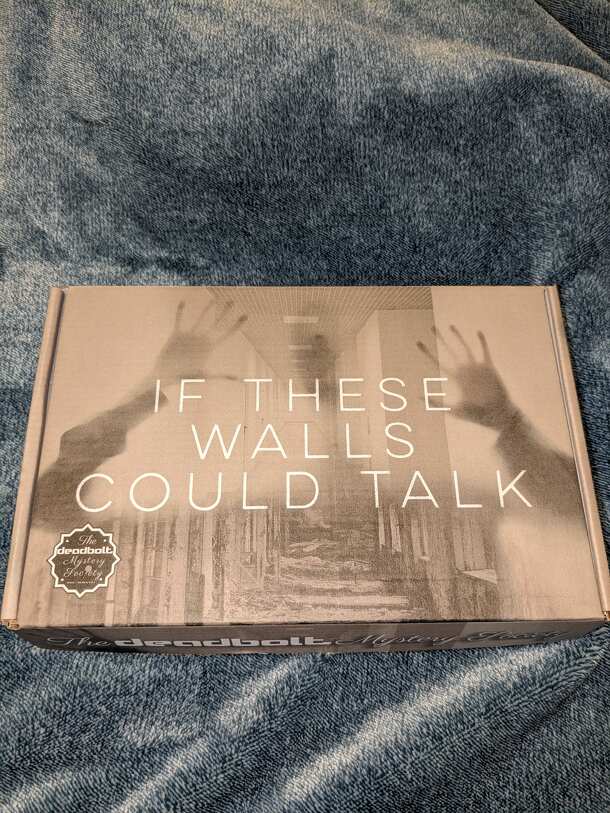 IF THESE
WALLS
COULD TALK
The
deadbolt
Mystery
Society
The deadbolt Mystery Society